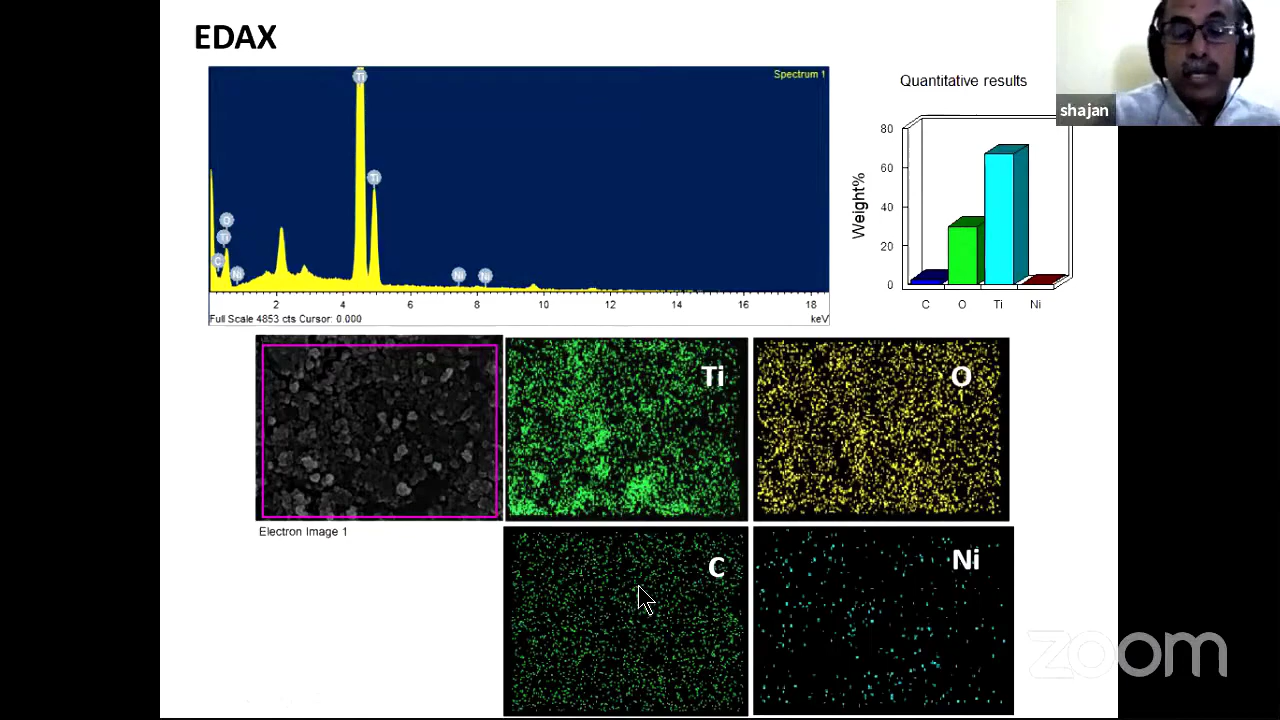 EDAX
Spectrum 1
Ti
Ti
O
Ti
C
Ni
Ni
Ni
2 4 6 8 10 12 14 16 18
Full Scale 4853 cts Cursor: 0.000
keV
Quantitative results
80
60
40
20
0
Weight%
C O Ti Ni
shajan
Electron Image 1
Ti
O
C
Ni
zoom